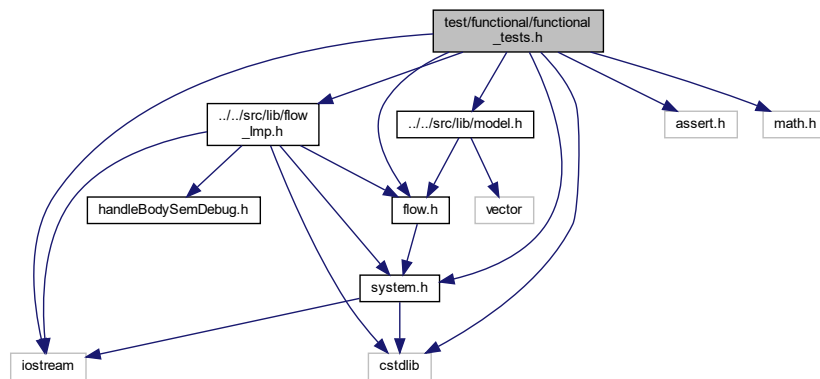 test/functional/functional
_tests.h
../../src/lib/flow
_Imp.h
../../src/lib/model.h
assert.h
math.h
handleBodySemDebug.h
flow.h
vector
system.h
iostream
cstdlib